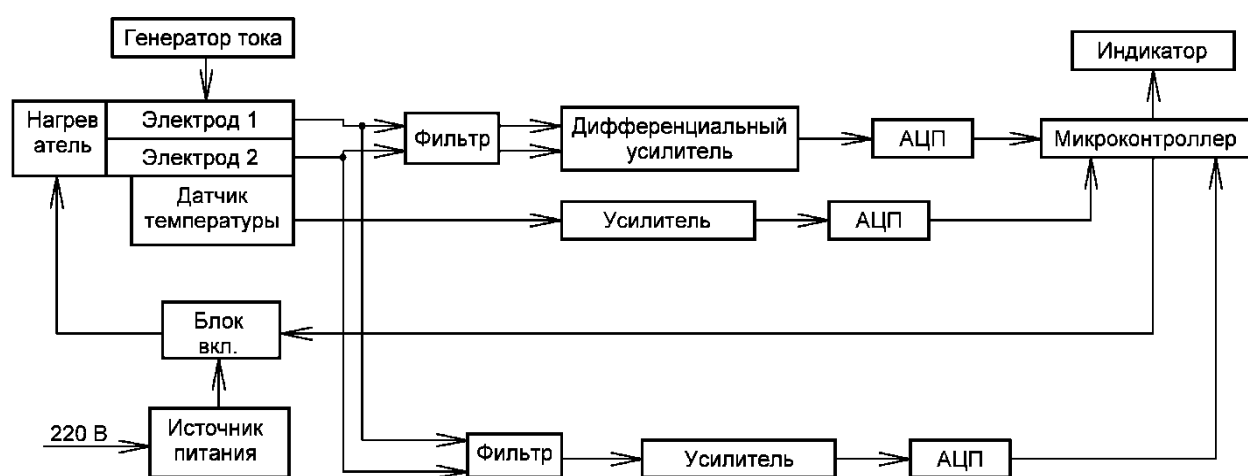 Генератор тока
Индикатор
Нагрев
атель
Электрод 1
Электрод 2
Датчик
температуры
Фильтр
Дифференциальный
усилитель
АЦП
Микроконтроллер
Усилитель
АЦП
Блок
вкл.
220 В
Источник
питания
Фильтр
Усилитель
АЦП